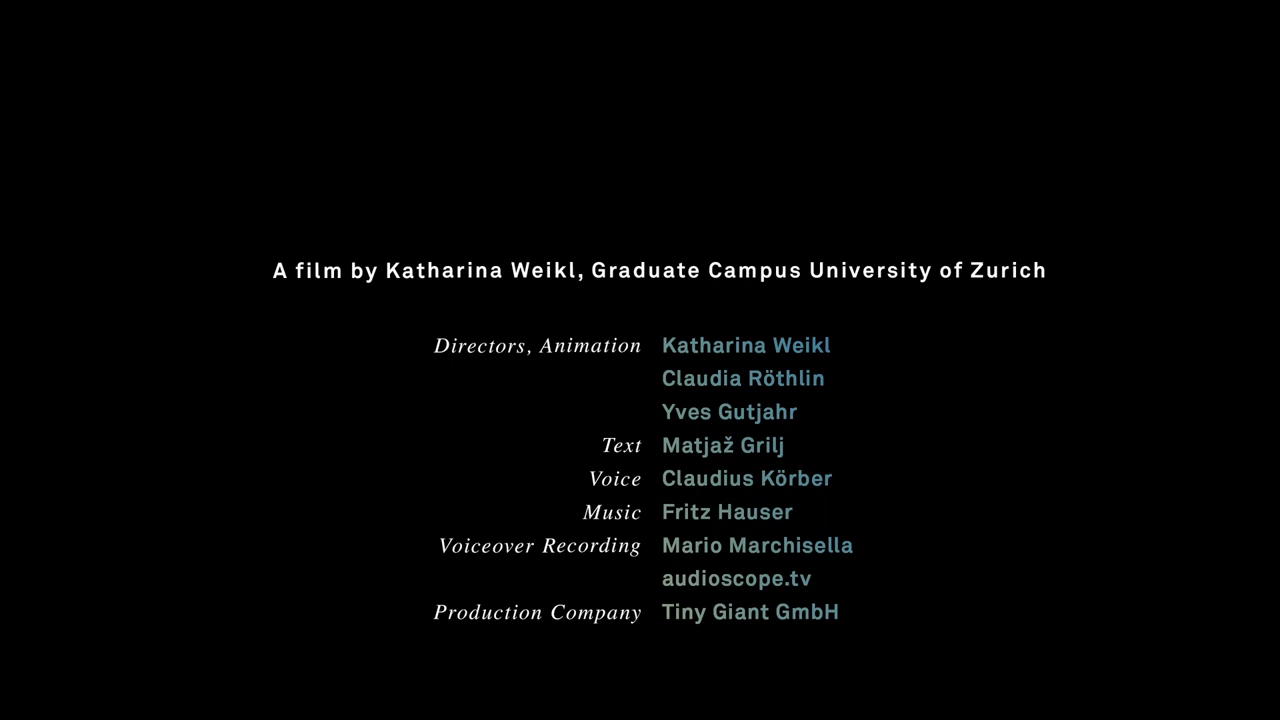 A film by Katharina Weikl, Graduate Campus University of Zurich
Directors, Animation Katharina Weikl
Claudia Röthlin
Yves Gutjahr
Text Matjaž Grilj
Voice Claudius Körber
Music Fritz Hauser
Voiceover Recording Mario Marchisella
audioscope.tv
Production Company Tiny Giant GmbH